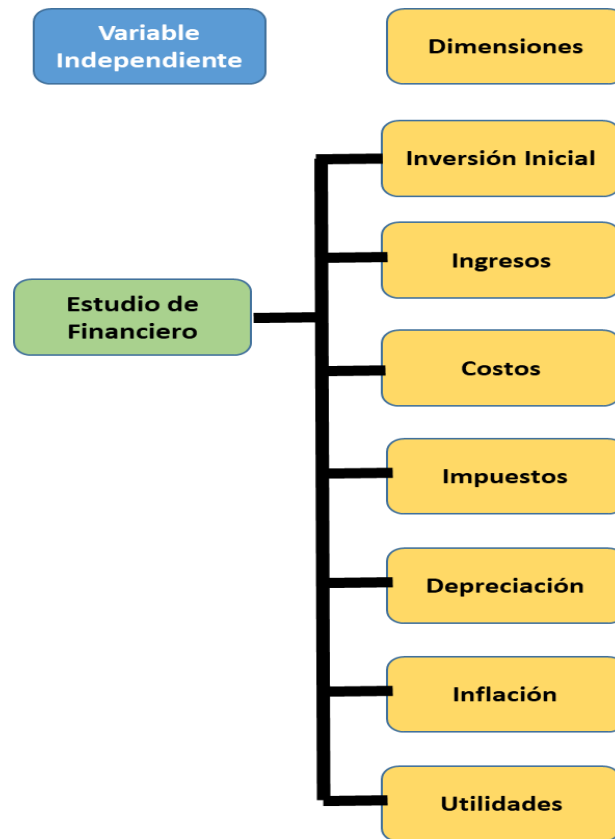 Variable
Independiente
Dimensiones
Inversión Inicial
Ingresos
Estudio de
Financiero
Costos
Impuestos
Depreciación
Inflación
Utilidades